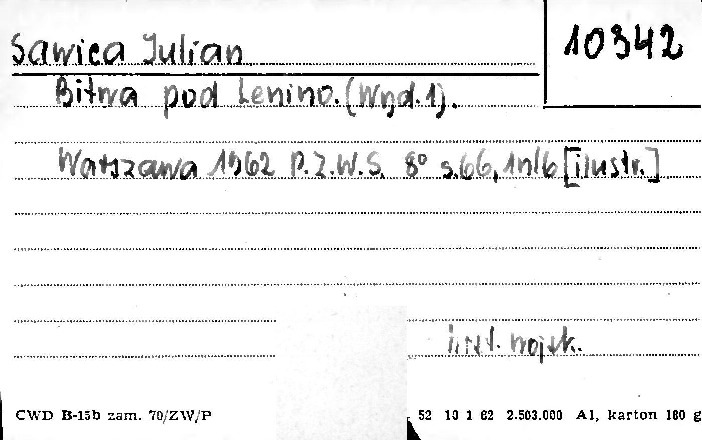 10342
Sawica Julian
Bitwa pod Lenino. (Wyd. 1).
Warszawa 1962 P.Z.W.S. 8° s. 66, 1nlb [ilustr.]
hist. wojsk.
CWD B-15b zam. 70/ZW/P 52 10 1 62 2.503.000 A1, karton 180 g